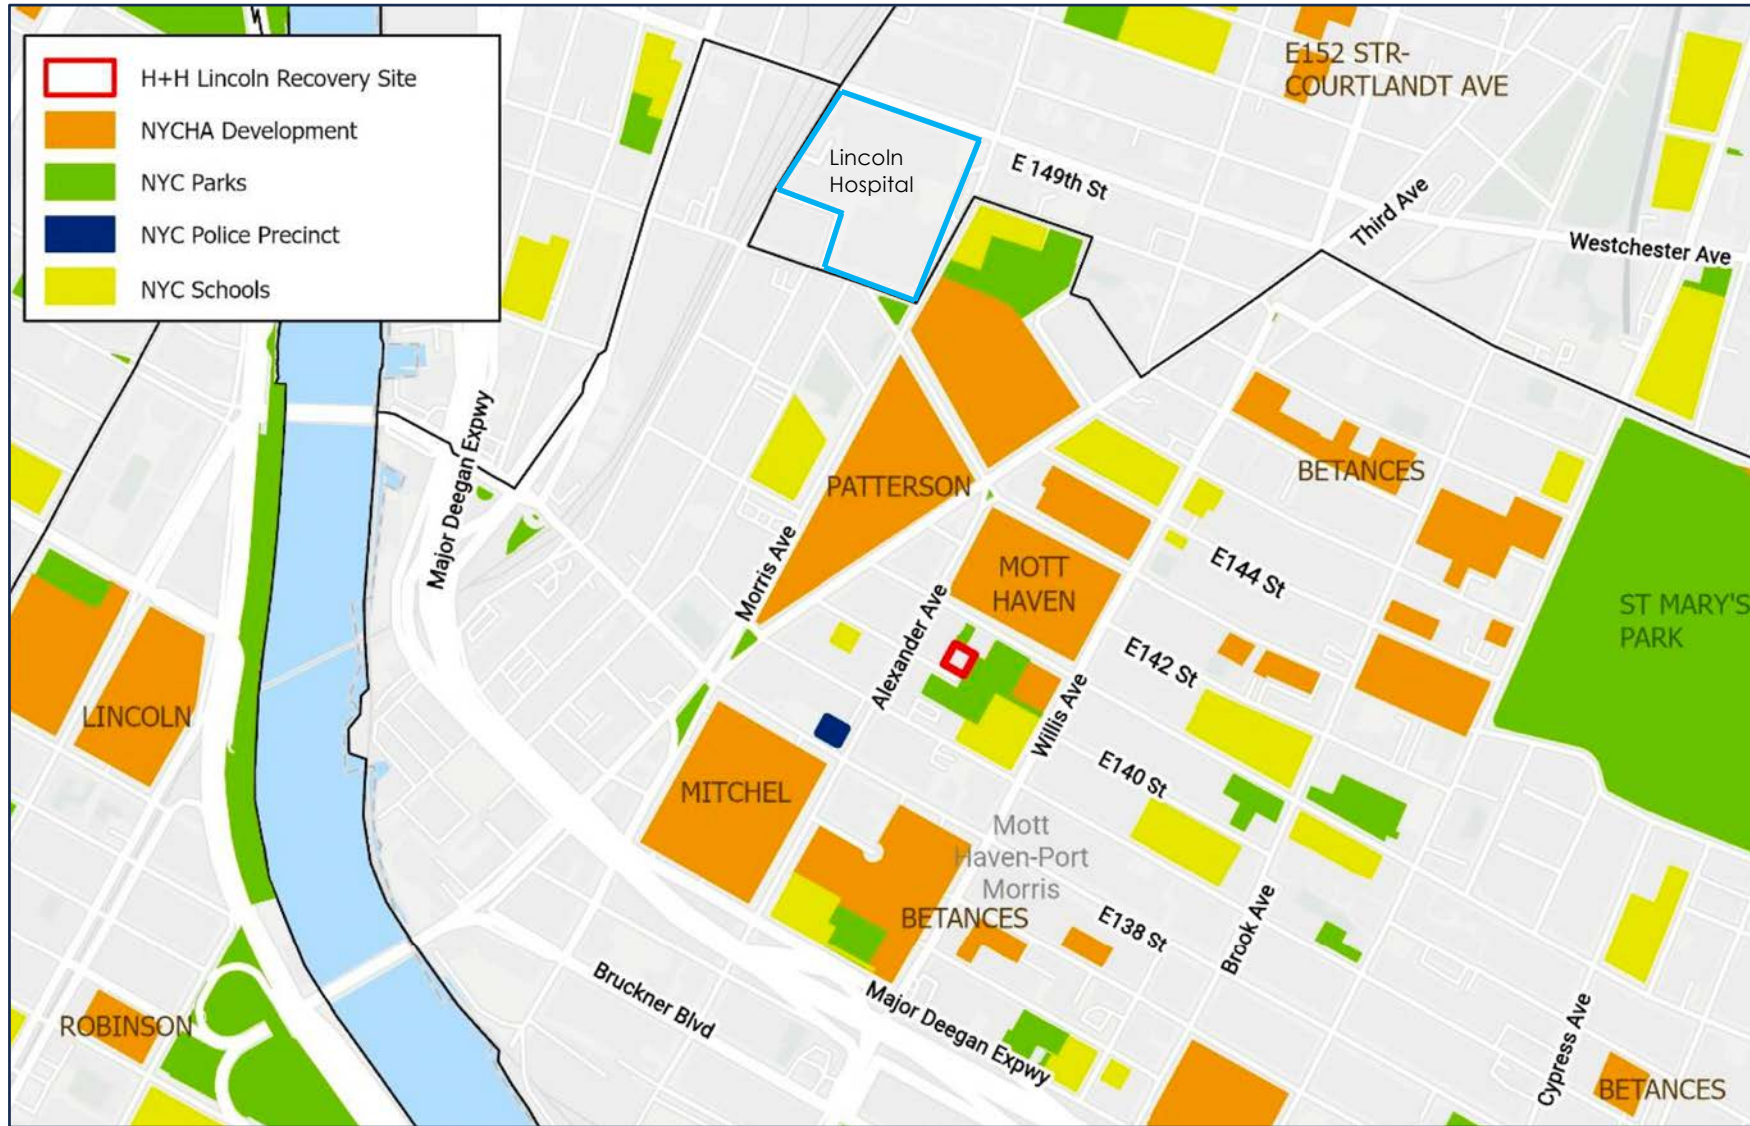 H+H Lincoln Recovery Site
NYCHA Development
NYC Parks
NYC Police Precinct
NYC Schools
E152 STR-
COURTLANDT AVE
Lincoln
Hospital
E 149th St
Third Ave
Westchester Ave
Major Deegan Expwy
PATTERSON
BETANCES
Morris Ave
MOTT
HAVEN
E144 St
ST MARY'S
PARK
Alexander Ave
E142 St
LINCOLN
Willis Ave
MITCHEL
E140 St
Mott
Haven-Port
Morris
BETANCES
E138 St
Brook Ave
Bruckner Blvd
Major Deegan Expwy
ROBINSON
Cypress Ave
BETANCES